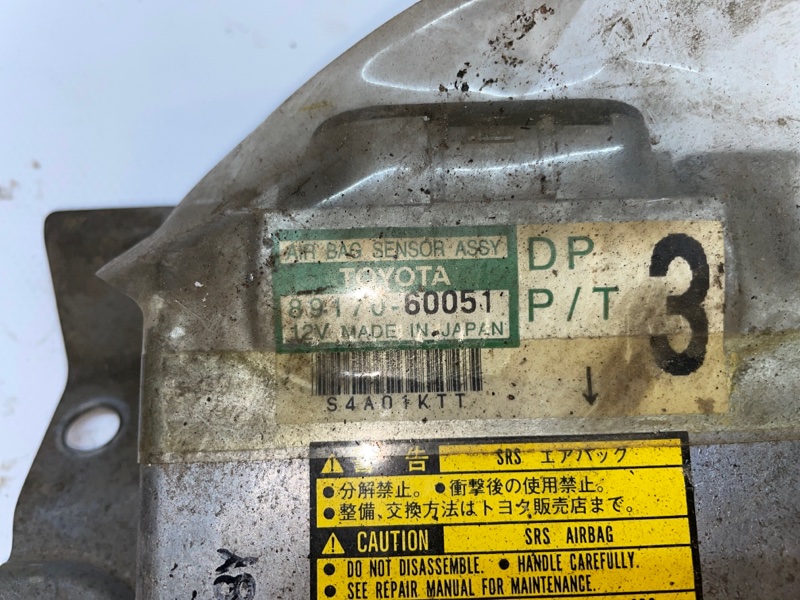 AIR BAG SENSOR ASSY
TOYOTA
89170-60051
12V MADE IN JAPAN
DP
P/T
3
↓
S4A01KTT
警告 SRS エアバッグ
●分解禁止。●衝撃後の使用禁止。
●整備、交換方法はトヨタ販売店まで。
CAUTION SRS AIRBAG
● DO NOT DISASSEMBLE. ● HANDLE CAREFULLY.
● SEE REPAIR MANUAL FOR MAINTENANCE.